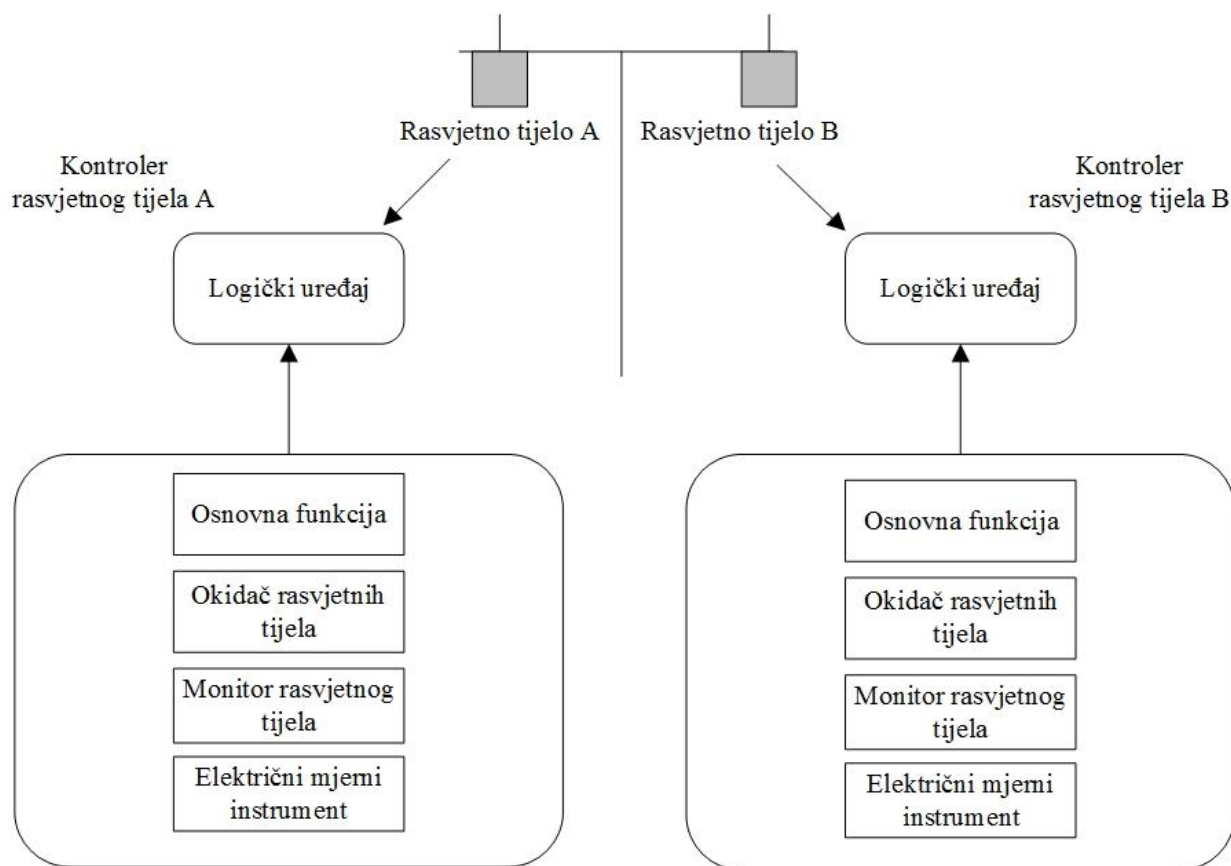 Rasvjetno tijelo A
Rasvjetno tijelo B
Kontroler
rasvjetnog tijela A
Kontroler
rasvjetnog tijela B
Logički uređaj
Logički uređaj
Osnovna funkcija
Okidač rasvjetnih
tijela
Monitor rasvjetnog
tijela
Električni mjerni
instrument
Osnovna funkcija
Okidač rasvjetnih
tijela
Monitor rasvjetnog
tijela
Električni mjerni
instrument